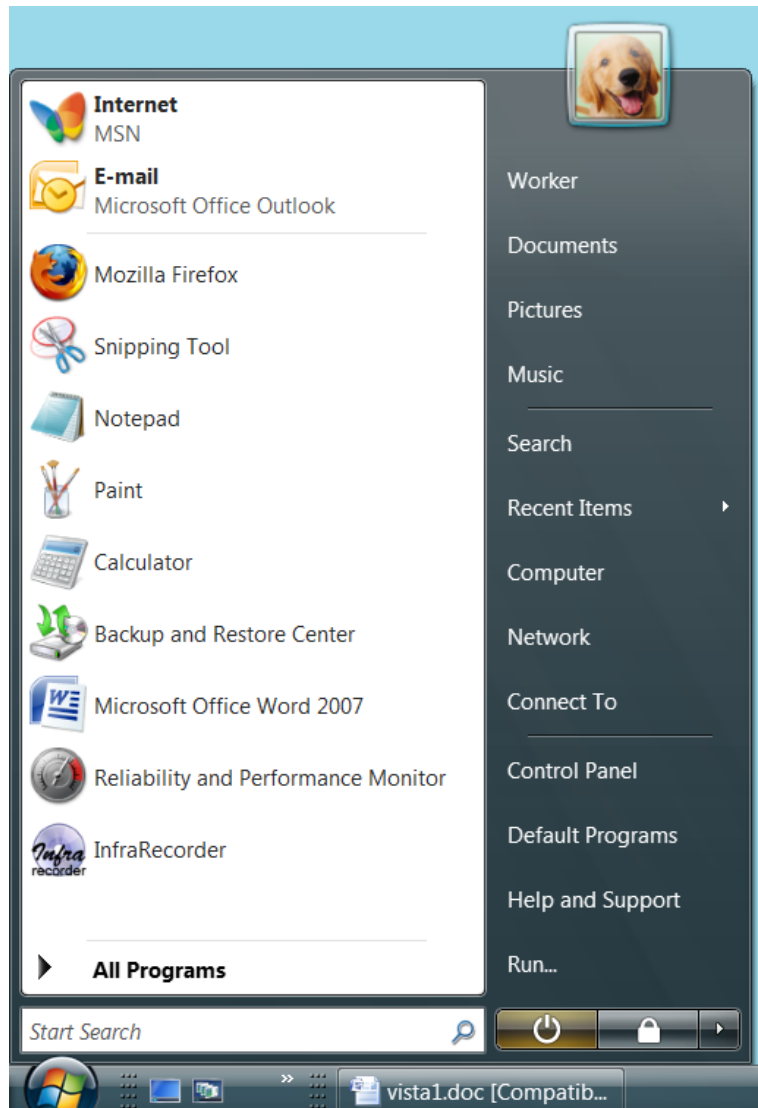 Internet
MSN
E-mail
Microsoft Office Outlook
Mozilla Firefox
Snipping Tool
Notepad
Paint
Calculator
Backup and Restore Center
Microsoft Office Word 2007
Reliability and Performance Monitor
Infra
recorder
InfraRecorder
All Programs
Start Search
Worker
Documents
Pictures
Music
Search
Recent Items
Computer
Network
Connect To
Control Panel
Default Programs
Help and Support
Run...
vista1.doc [Compatib...